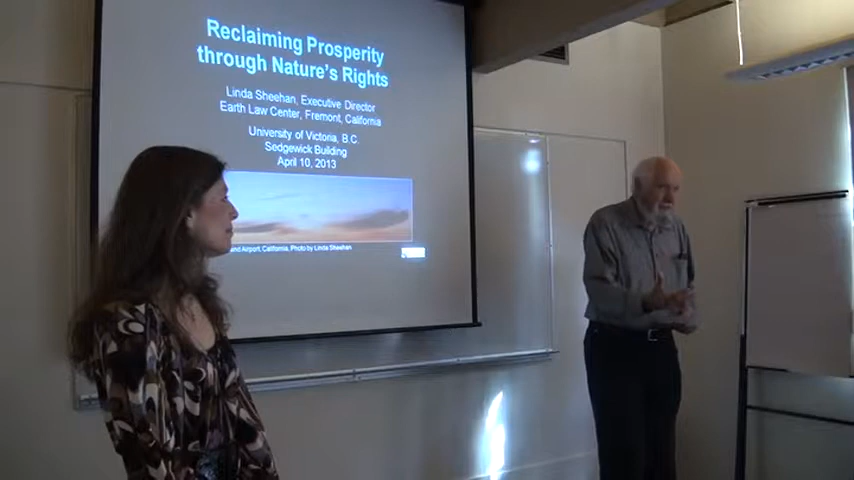 Reclaiming Prosperity
through Nature's Rights
Linda Sheehan, Executive Director
Earth Law Center, Fremont, California
University of Victoria, B.C.
Sedgewick Building
April 10, 2013
Airport, California, Photo by Linda Sheehan